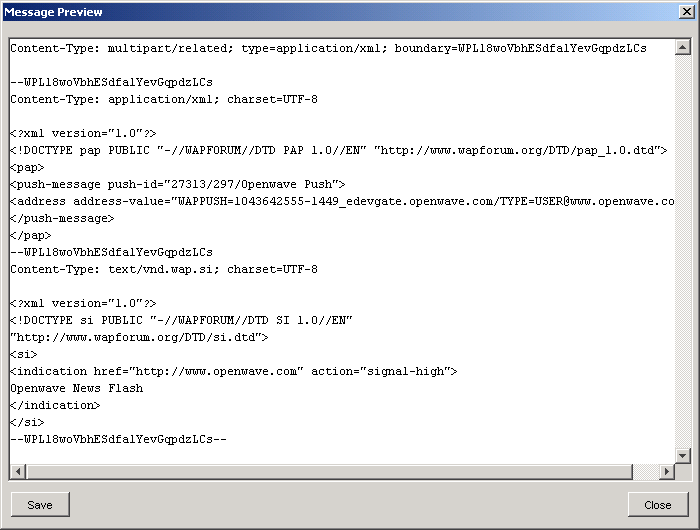 Message Preview
Content-Type: multipart/related; type=application/xml; boundary=WPL18woVbhESdfalYevGqpdzLCs
--WPL18woVbhESdfalYevGqpdzLCs
Content-Type: application/xml; charset=UTF-8
<?xml version="1.0"?>
<!DOCTYPE pap PUBLIC "-//WAPFORUM//DTD PAP 1.0//EN" "http://www.wapforum.org/DTD/pap_1.0.dtd">
<pap>
<push-message push-id="27313/297/Openwave Push">
<address address-value="WAPPUSH=1043642555-1449_edevgate.openwave.com/TYPE=USER@www.openwave.co
</push-message>
</pap>
--WPL18woVbhESdfalYevGqpdzLCs
Content-Type: text/vnd.wap.si; charset=UTF-8
<?xml version="1.0"?>
<!DOCTYPE si PUBLIC "-//WAPFORUM//DTD SI 1.0//EN"
"http://www.wapforum.org/DTD/si.dtd">
<si>
<indication href="http://www.openwave.com" action="signal-high">
Openwave News Flash
</indication>
</si>
--WPL18woVbhESdfalYevGqpdzLCs--
Save Close